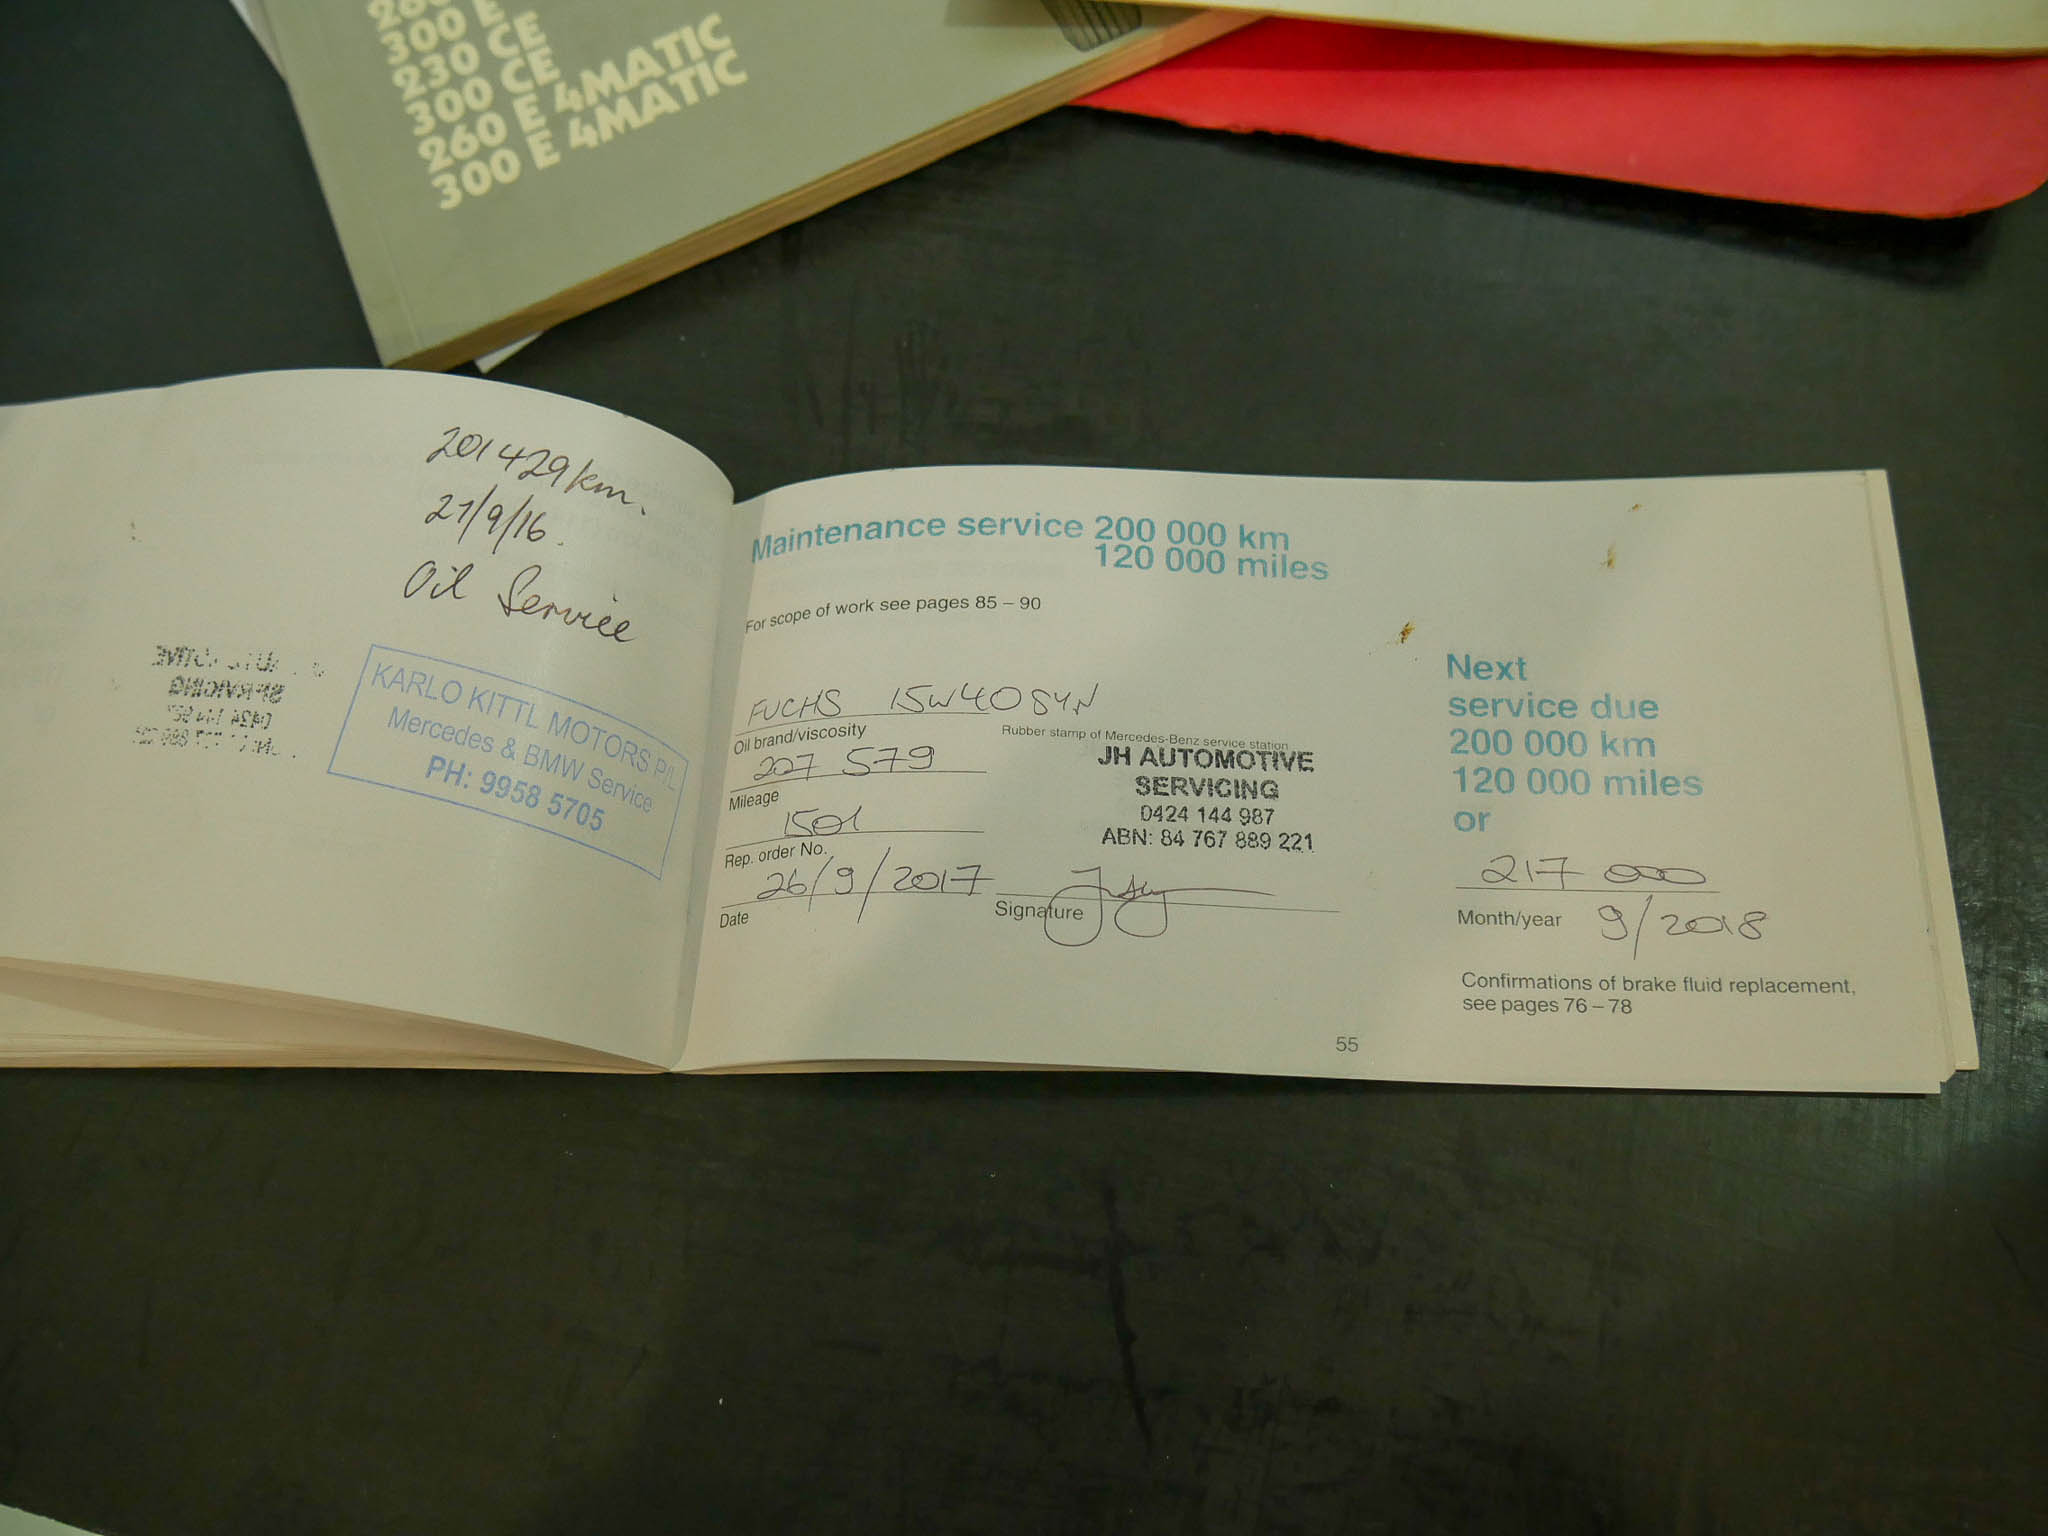 300 E
230 CE
300 CE
260 E 4MATIC
300 E 4MATIC
201429 km.
21/9/16.
Oil Service
KARLO KITTL MOTORS P/L
Mercedes & BMW Service
PH: 9958 5705
Maintenance service 200 000 km
120 000 miles
For scope of work see pages 85 – 90
FUCHS 15W40 SYN
Oil brand/viscosity
Rubber stamp of Mercedes-Benz service station
207 579
Mileage
JH AUTOMOTIVE
SERVICING
0424 144 987
ABN: 84 767 889 221
1501
Rep. order No.
26/9/2017
Date
Signature
Next
service due
200 000 km
120 000 miles
or
217 000
Month/year 9/2018
Confirmations of brake fluid replacement,
see pages 76 – 78
55